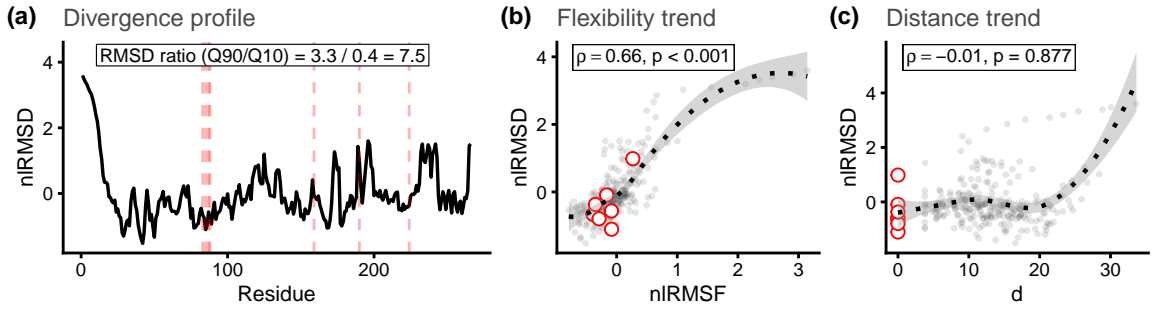 (a) Divergence profile
RMSD ratio (Q90/Q10) = 3.3 / 0.4 = 7.5
nlRMSD
4
2
0
0
100
200
Residue
(b) Flexibility trend
ρ = 0.66, p < 0.001
nlRMSD
4
2
0
0
1
2
3
nlRMSF
(c) Distance trend
ρ = −0.01, p = 0.877
nlRMSD
4
2
0
0
10
20
30
d